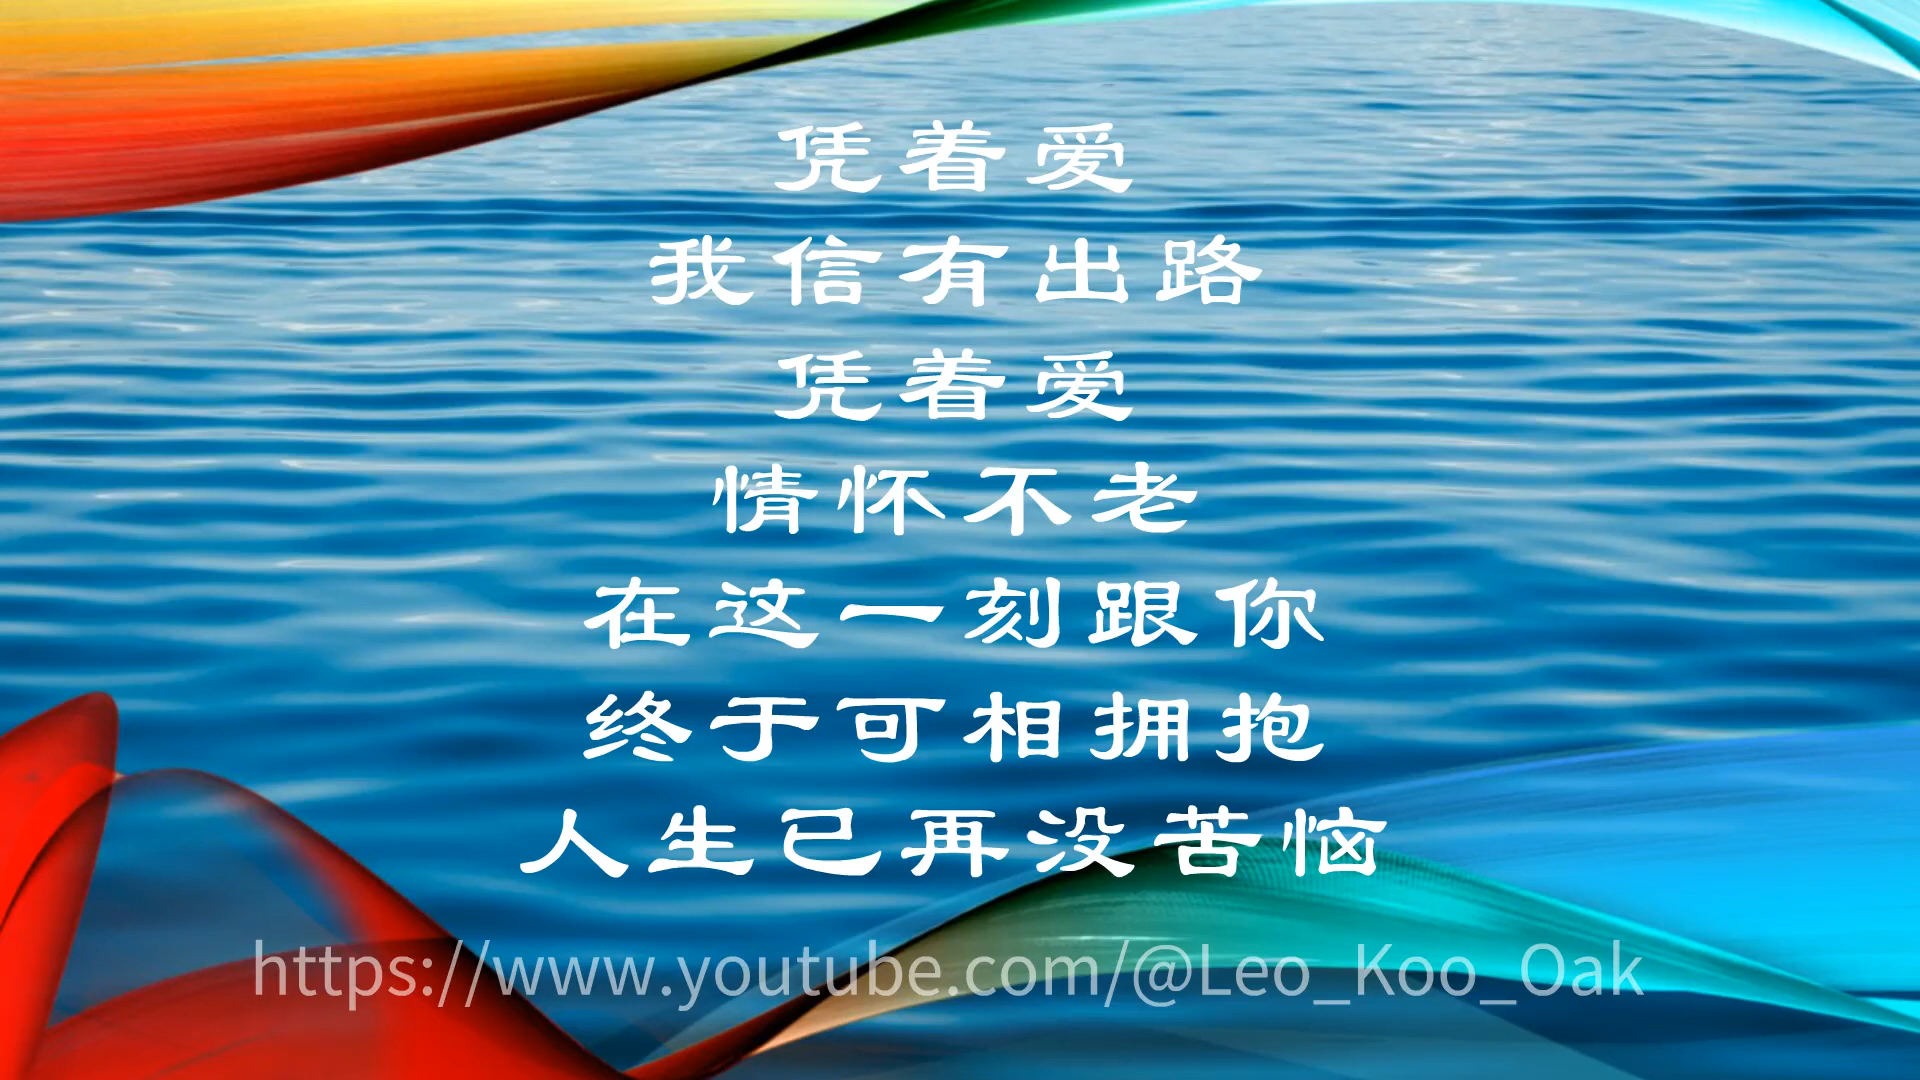 凭着爱
我信有出路
凭着爱
情怀不老
在这一刻跟你
终于可相拥抱
人生已再没苦恼
https://www.youtube.com/@Leo_Koo_Oak